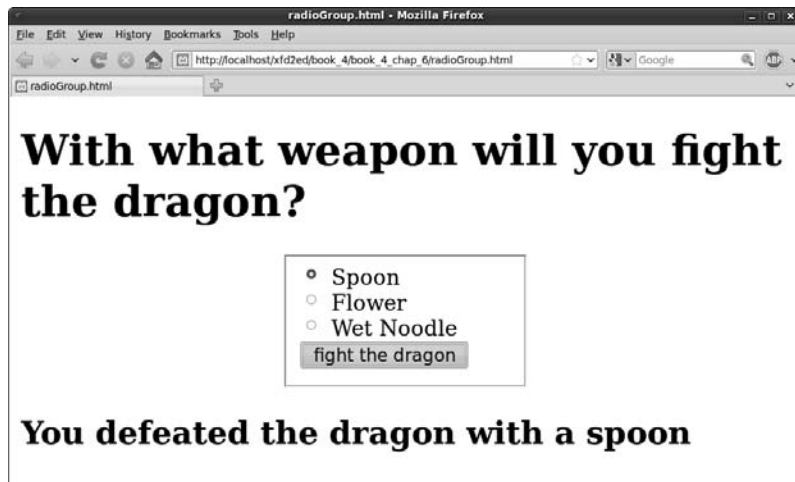 radioGroup.html - Mozilla Firefox
File Edit View History Bookmarks Tools Help
http://localhost/xfd2ed/book_4/book_4_chap_6/radioGroup.html
Google
ABP
radioGroup.html
With what weapon will you fight
the dragon?
Spoon
Flower
Wet Noodle
fight the dragon
You defeated the dragon with a spoon